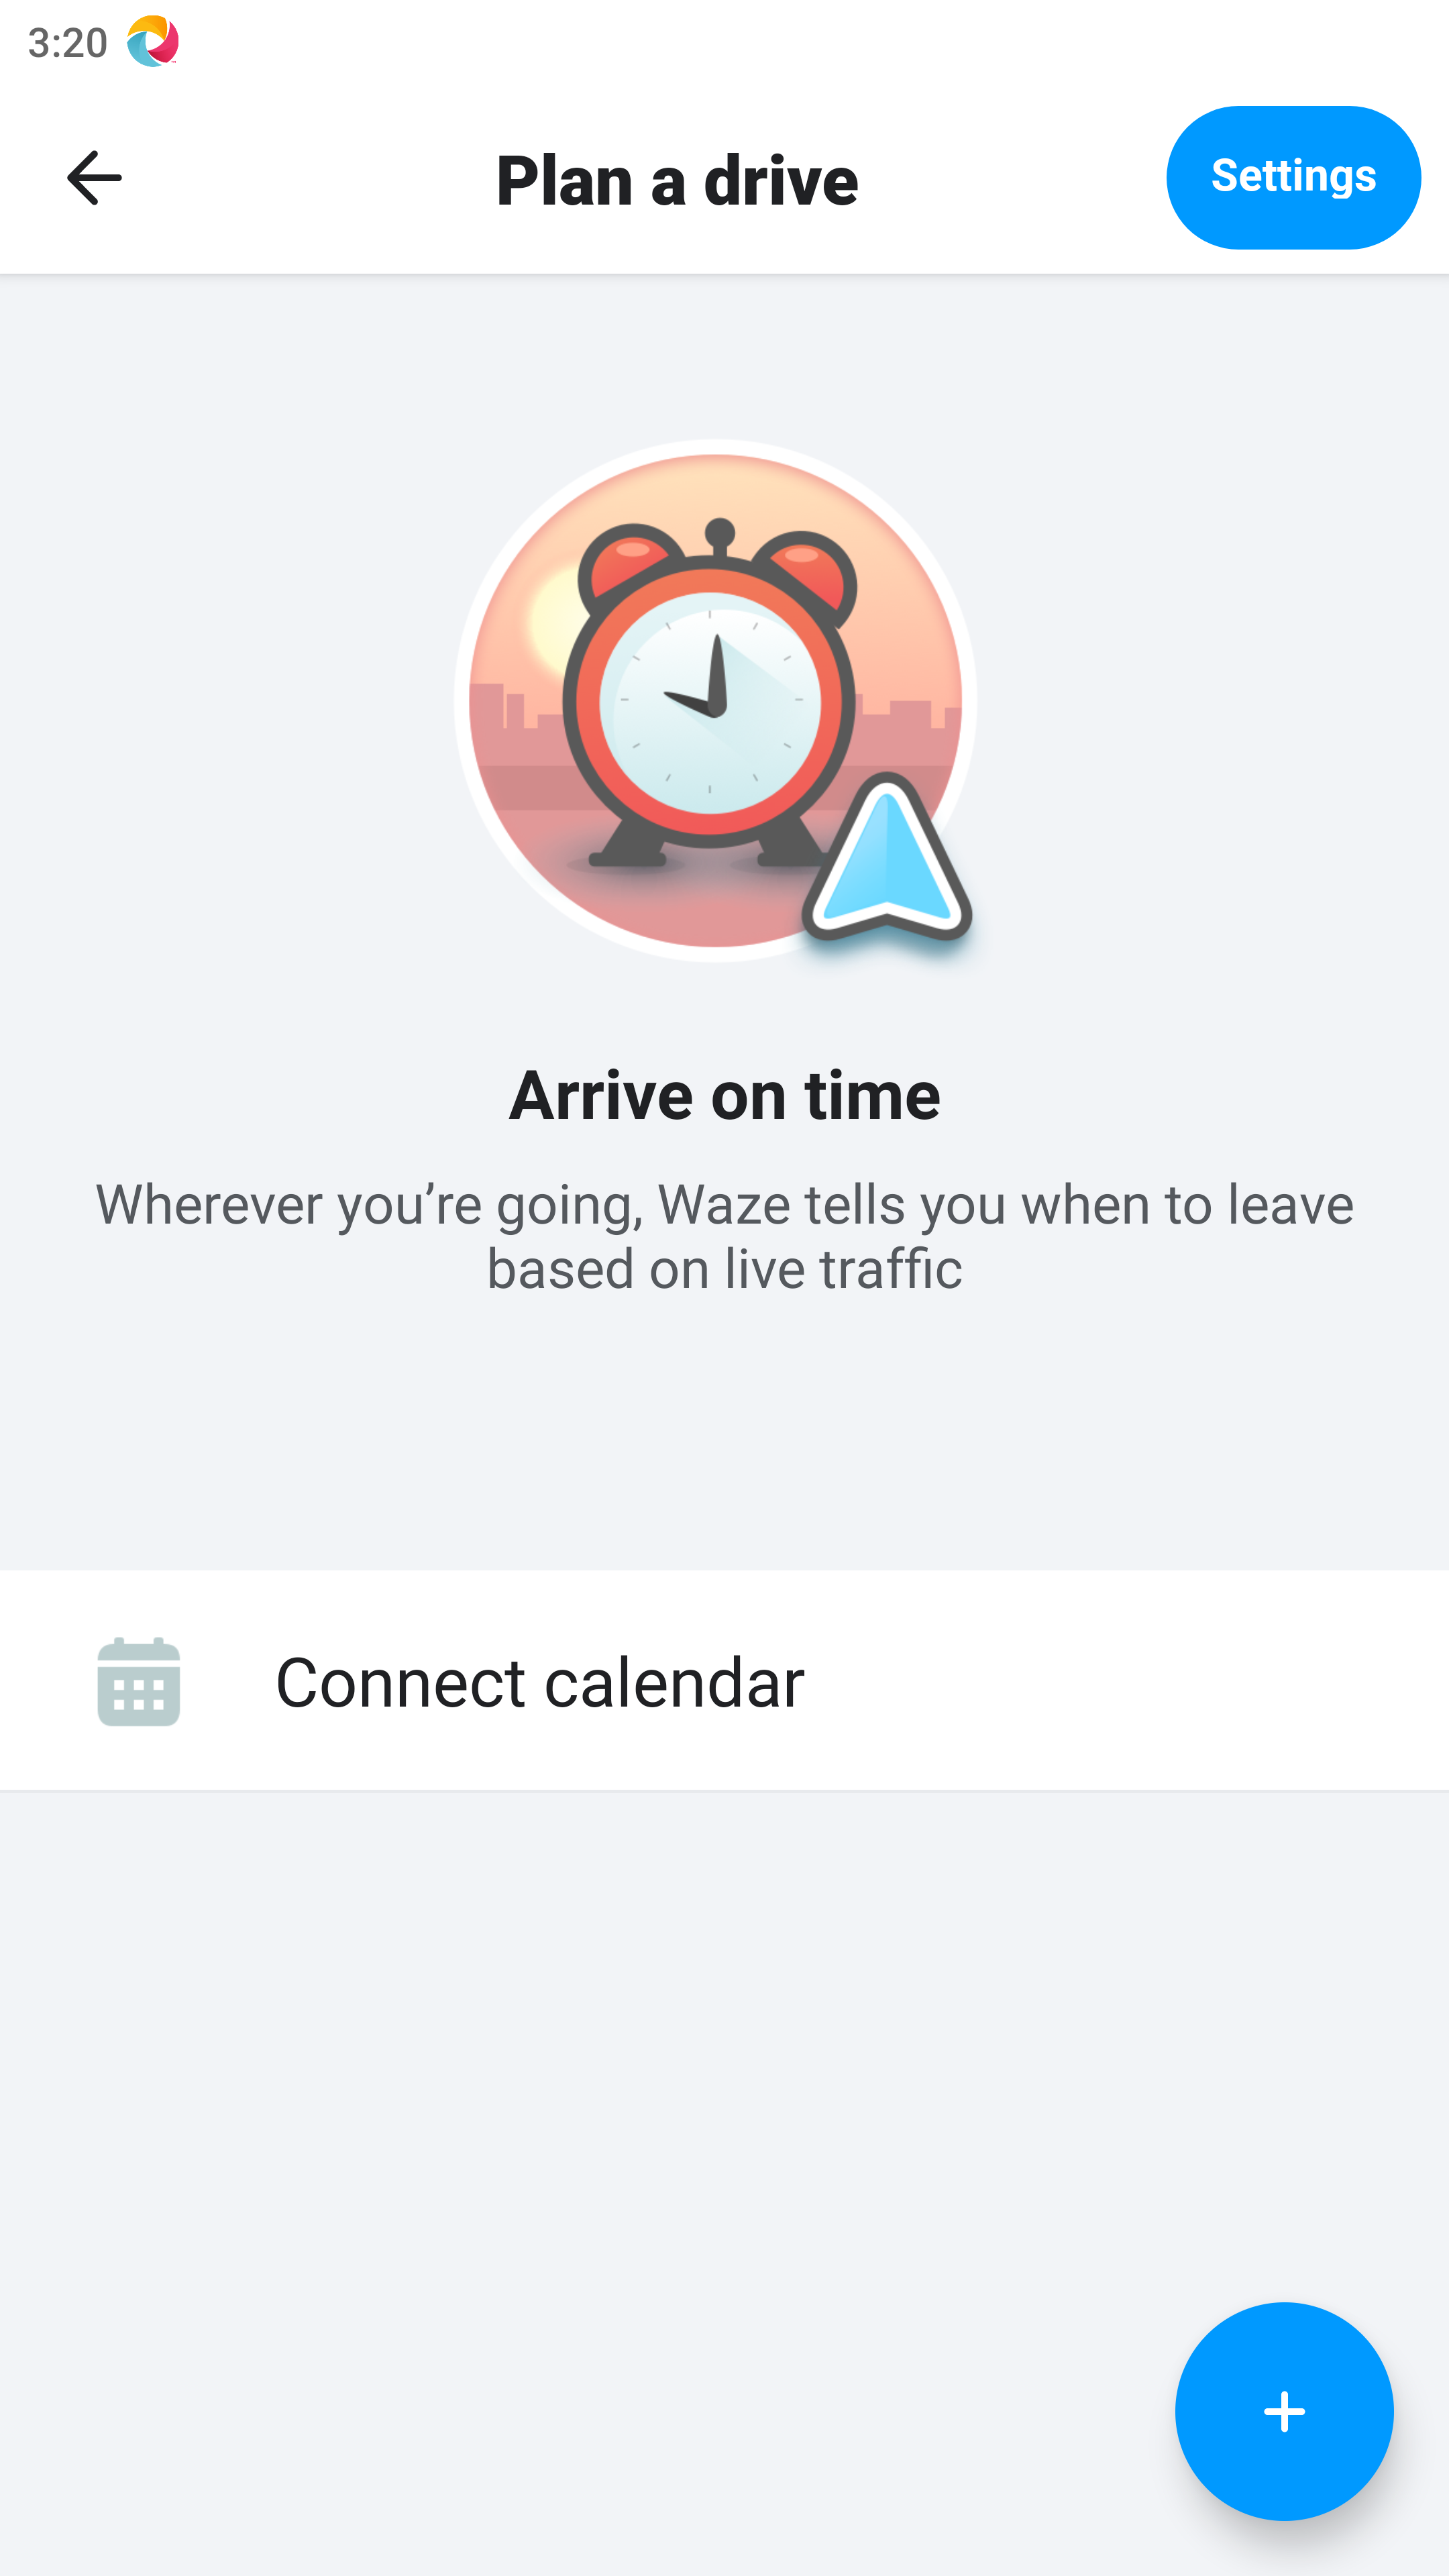 3:20
Plan a drive
Settings
Arrive on time
Wherever you’re going, Waze tells you when to leave
based on live traffic
Connect calendar